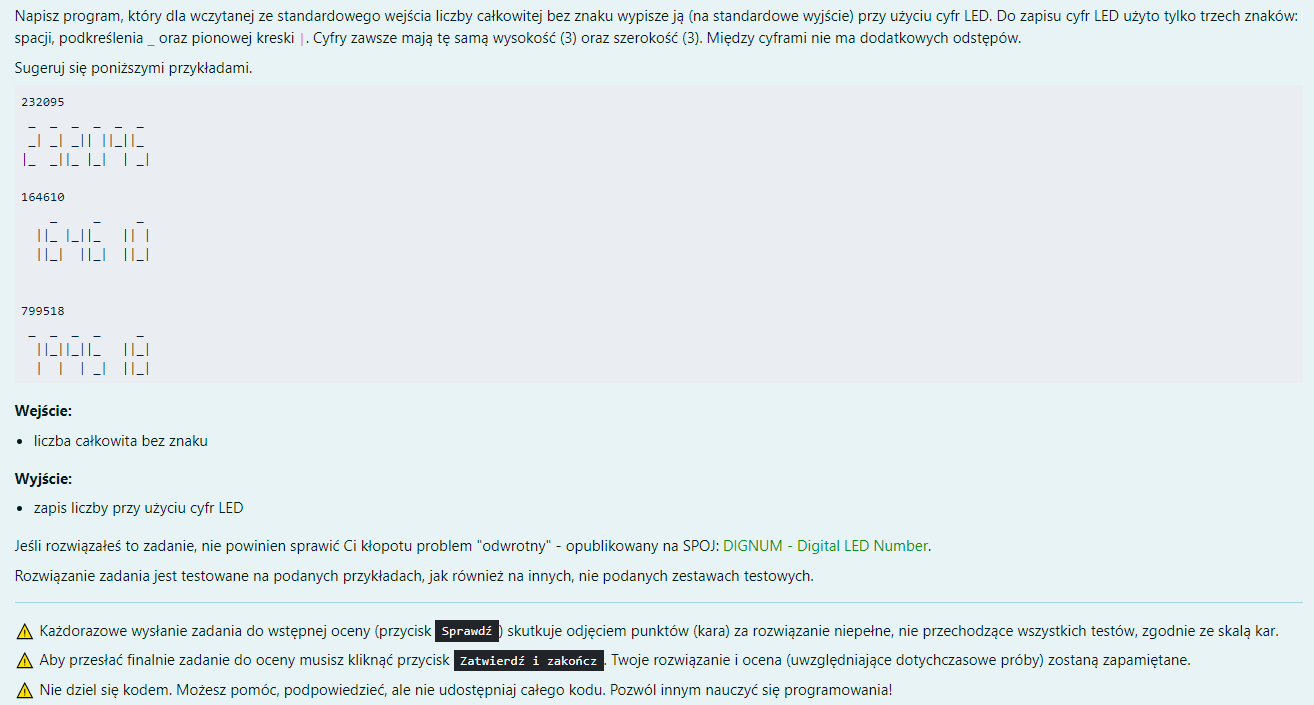 Napisz program, który dla wczytanej ze standardowego wejścia liczby całkowitej bez znaku wypisze ją (na standardowe wyjście) przy użyciu cyfr LED. Do zapisu cyfr LED użyto tylko trzech znaków:
spacji, podkreślenia _ oraz pionowej kreski |. Cyfry zawsze mają tę samą wysokość (3) oraz szerokość (3). Między cyframi nie ma dodatkowych odstępów.
Sugeruj się poniższymi przykładami.
232095
 _  _  _  _  _  _ 
 _| _| _|| ||_||_ 
|_  _||_ |_|  | _|
164610
    _     _     _ 
  ||_ |_||_   || |
  ||_|  ||_|  ||_|
799518
 _  _  _  _     _ 
  ||_||_||_   ||_|
  |  |  | _|  ||_|
Wejście:
• liczba całkowita bez znaku
Wyjście:
• zapis liczby przy użyciu cyfr LED
Jeśli rozwiązałeś to zadanie, nie powinien sprawić Ci kłopotu problem "odwrotny" - opublikowany na SPOJ: DIGNUM - Digital LED Number.
Rozwiązanie zadania jest testowane na podanych przykładach, jak również na innych, nie podanych zestawach testowych.
⚠ Każdorazowe wysłanie zadania do wstępnej oceny (przycisk Sprawdź) skutkuje odjęciem punktów (kara) za rozwiązanie niepełne, nie przechodzące wszystkich testów, zgodnie ze skalą kar.
⚠ Aby przesłać finalnie zadanie do oceny musisz kliknąć przycisk Zatwierdź i zakończ. Twoje rozwiązanie i ocena (uwzględniające dotychczasowe próby) zostaną zapamiętane.
⚠ Nie dziel się kodem. Możesz pomóc, podpowiedzieć, ale nie udostępniaj całego kodu. Pozwól innym nauczyć się programowania!